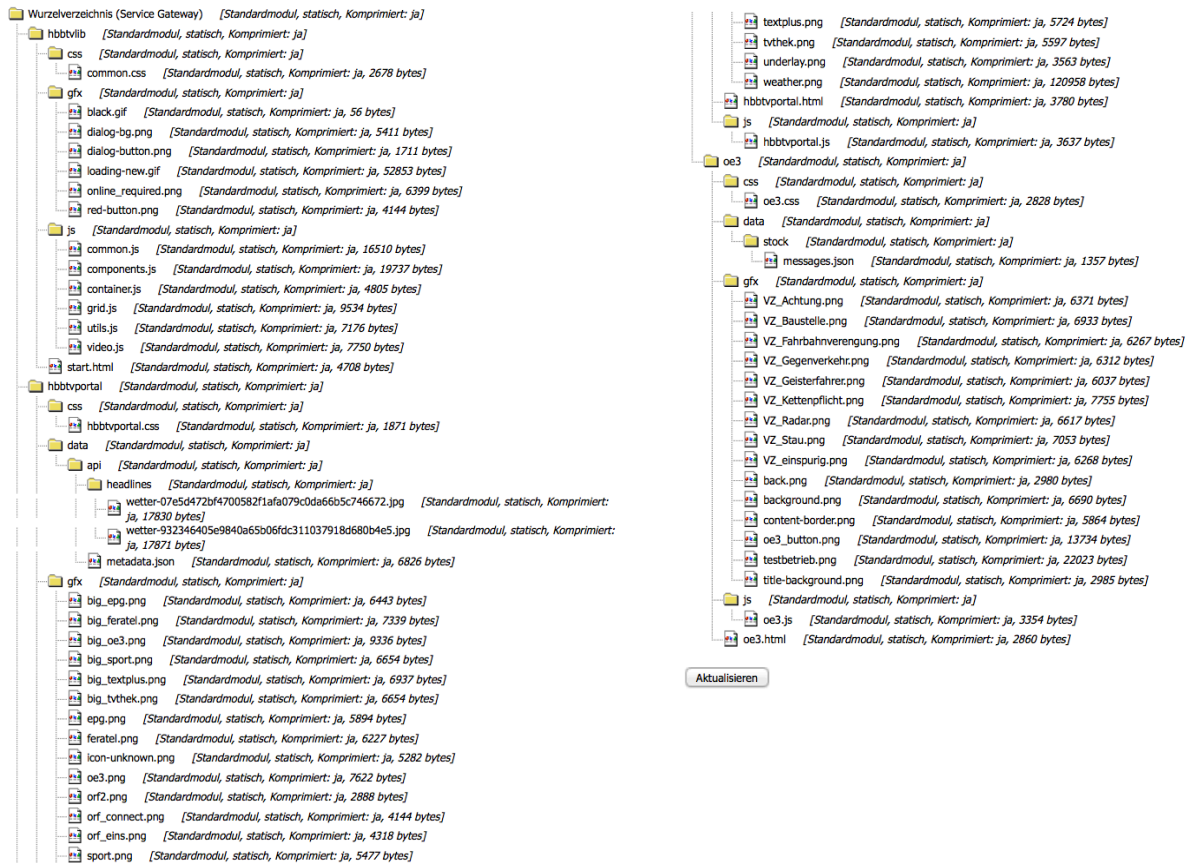 Wurzelverzeichnis (Service Gateway) [Standardmodul, statisch, Komprimiert: ja]
hbbtvlib [Standardmodul, statisch, Komprimiert: ja]
css [Standardmodul, statisch, Komprimiert: ja]
common.css [Standardmodul, statisch, Komprimiert: ja, 2678 bytes]
gfx [Standardmodul, statisch, Komprimiert: ja]
black.gif [Standardmodul, statisch, Komprimiert: ja, 56 bytes]
dialog-bg.png [Standardmodul, statisch, Komprimiert: ja, 5411 bytes]
dialog-button.png [Standardmodul, statisch, Komprimiert: ja, 1711 bytes]
loading-new.gif [Standardmodul, statisch, Komprimiert: ja, 52853 bytes]
online_required.png [Standardmodul, statisch, Komprimiert: ja, 6399 bytes]
red-button.png [Standardmodul, statisch, Komprimiert: ja, 4144 bytes]
js [Standardmodul, statisch, Komprimiert: ja]
common.js [Standardmodul, statisch, Komprimiert: ja, 16510 bytes]
components.js [Standardmodul, statisch, Komprimiert: ja, 19737 bytes]
container.js [Standardmodul, statisch, Komprimiert: ja, 4805 bytes]
grid.js [Standardmodul, statisch, Komprimiert: ja, 9534 bytes]
utils.js [Standardmodul, statisch, Komprimiert: ja, 7176 bytes]
video.js [Standardmodul, statisch, Komprimiert: ja, 7750 bytes]
start.html [Standardmodul, statisch, Komprimiert: ja, 4708 bytes]
hbbtvportal [Standardmodul, statisch, Komprimiert: ja]
css [Standardmodul, statisch, Komprimiert: ja]
hbbtvportal.css [Standardmodul, statisch, Komprimiert: ja, 1871 bytes]
data [Standardmodul, statisch, Komprimiert: ja]
api [Standardmodul, statisch, Komprimiert: ja]
headlines [Standardmodul, statisch, Komprimiert: ja]
wetter-07e5d472bf4700582f1afa079c0da66b5c746672.jpg [Standardmodul, statisch, Komprimiert:
ja, 17830 bytes]
wetter-932346405e9840a65b06fdc311037918d680b4e5.jpg [Standardmodul, statisch, Komprimiert:
ja, 17871 bytes]
metadata.json [Standardmodul, statisch, Komprimiert: ja, 6826 bytes]
gfx [Standardmodul, statisch, Komprimiert: ja]
big_epg.png [Standardmodul, statisch, Komprimiert: ja, 6443 bytes]
big_feratel.png [Standardmodul, statisch, Komprimiert: ja, 7339 bytes]
big_oe3.png [Standardmodul, statisch, Komprimiert: ja, 9336 bytes]
big_sport.png [Standardmodul, statisch, Komprimiert: ja, 6654 bytes]
big_textplus.png [Standardmodul, statisch, Komprimiert: ja, 6937 bytes]
big_tvthek.png [Standardmodul, statisch, Komprimiert: ja, 6654 bytes]
epg.png [Standardmodul, statisch, Komprimiert: ja, 5894 bytes]
feratel.png [Standardmodul, statisch, Komprimiert: ja, 6227 bytes]
icon-unknown.png [Standardmodul, statisch, Komprimiert: ja, 5282 bytes]
oe3.png [Standardmodul, statisch, Komprimiert: ja, 7622 bytes]
orf2.png [Standardmodul, statisch, Komprimiert: ja, 2888 bytes]
orf_connect.png [Standardmodul, statisch, Komprimiert: ja, 4144 bytes]
orf_eins.png [Standardmodul, statisch, Komprimiert: ja, 4318 bytes]
sport.png [Standardmodul, statisch, Komprimiert: ja, 5477 bytes]
textplus.png [Standardmodul, statisch, Komprimiert: ja, 5724 bytes]
tvthek.png [Standardmodul, statisch, Komprimiert: ja, 5597 bytes]
underlay.png [Standardmodul, statisch, Komprimiert: ja, 3563 bytes]
weather.png [Standardmodul, statisch, Komprimiert: ja, 120958 bytes]
hbbtvportal.html [Standardmodul, statisch, Komprimiert: ja, 3780 bytes]
js [Standardmodul, statisch, Komprimiert: ja]
hbbtvportal.js [Standardmodul, statisch, Komprimiert: ja, 3637 bytes]
oe3 [Standardmodul, statisch, Komprimiert: ja]
css [Standardmodul, statisch, Komprimiert: ja]
oe3.css [Standardmodul, statisch, Komprimiert: ja, 2828 bytes]
data [Standardmodul, statisch, Komprimiert: ja]
stock [Standardmodul, statisch, Komprimiert: ja]
messages.json [Standardmodul, statisch, Komprimiert: ja, 1357 bytes]
gfx [Standardmodul, statisch, Komprimiert: ja]
VZ_Achtung.png [Standardmodul, statisch, Komprimiert: ja, 6371 bytes]
VZ_Baustelle.png [Standardmodul, statisch, Komprimiert: ja, 6933 bytes]
VZ_Fahrbahnverengung.png [Standardmodul, statisch, Komprimiert: ja, 6267 bytes]
VZ_Gegenverkehr.png [Standardmodul, statisch, Komprimiert: ja, 6312 bytes]
VZ_Geisterfahrer.png [Standardmodul, statisch, Komprimiert: ja, 6037 bytes]
VZ_Kettenpflicht.png [Standardmodul, statisch, Komprimiert: ja, 7755 bytes]
VZ_Radar.png [Standardmodul, statisch, Komprimiert: ja, 6617 bytes]
VZ_Stau.png [Standardmodul, statisch, Komprimiert: ja, 7053 bytes]
VZ_einspurig.png [Standardmodul, statisch, Komprimiert: ja, 6268 bytes]
back.png [Standardmodul, statisch, Komprimiert: ja, 2980 bytes]
background.png [Standardmodul, statisch, Komprimiert: ja, 6690 bytes]
content-border.png [Standardmodul, statisch, Komprimiert: ja, 5864 bytes]
oe3_button.png [Standardmodul, statisch, Komprimiert: ja, 13734 bytes]
testbetrieb.png [Standardmodul, statisch, Komprimiert: ja, 22023 bytes]
title-background.png [Standardmodul, statisch, Komprimiert: ja, 2985 bytes]
js [Standardmodul, statisch, Komprimiert: ja]
oe3.js [Standardmodul, statisch, Komprimiert: ja, 3354 bytes]
oe3.html [Standardmodul, statisch, Komprimiert: ja, 2860 bytes]
Aktualisieren